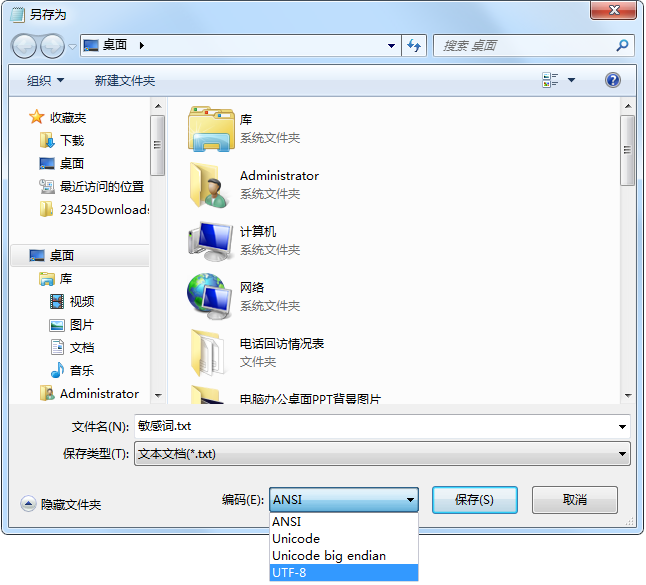 另存为
桌面
搜索 桌面
组织 新建文件夹
收藏夹
下载
桌面
最近访问的位置
2345Downloads
桌面
库
视频
图片
文档
音乐
Administrator
库
系统文件夹
Administrator
系统文件夹
计算机
系统文件夹
网络
系统文件夹
电话回访情况表
文件夹
电脑办公桌面PPT背景图片
文件名(N): 敏感词.txt
保存类型(T): 文本文档(*.txt)
隐藏文件夹 编码(E): ANSI 保存(S) 取消
ANSI
Unicode
Unicode big endian
UTF-8